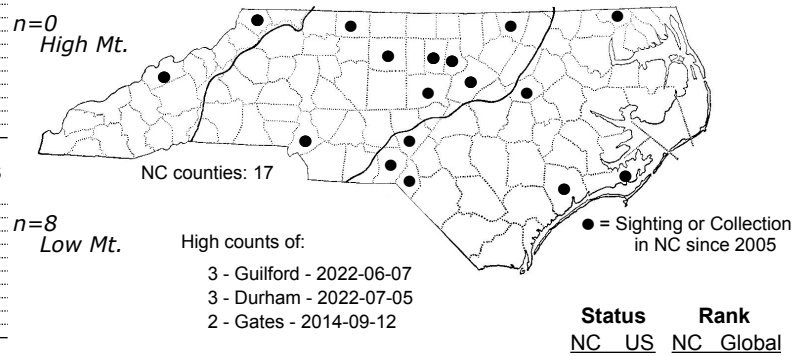 n=0
High Mt.
NC counties: 17
n=8
Low Mt.
High counts of:
3 - Guilford - 2022-06-07
3 - Durham - 2022-07-05
2 - Gates - 2014-09-12
= Sighting or Collection
in NC since 2005
Status Rank
NC US NC Global